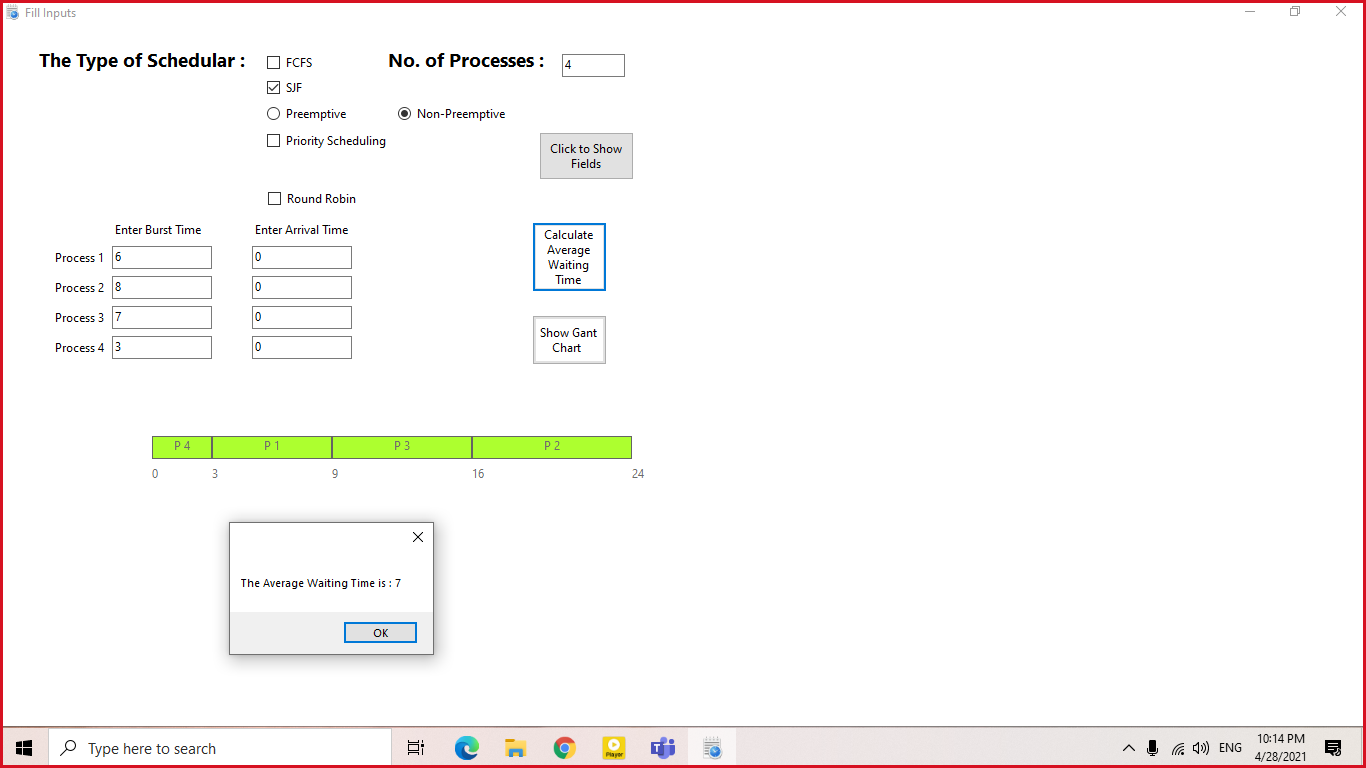 Fill Inputs
The Type of Schedular :
FCFS
No. of Processes :
4
SJF
Preemptive
Non-Preemptive
Priority Scheduling
Click to Show
Fields
Round Robin
Enter Burst Time
Enter Arrival Time
Process 1
6
0
Process 2
8
0
Process 3
7
0
Process 4
3
0
Calculate
Average
Waiting
Time
Show Gant
Chart
P 4
P 1
P 3
P 2
0
3
9
16
24
The Average Waiting Time is : 7
OK
Type here to search
Player
ENG
10:14 PM
4/28/2021